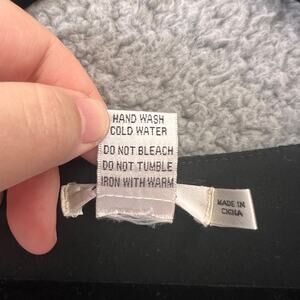 HAND WASH
COLD WATER
DO NOT BLEACH
DO NOT TUMBLE
IRON WITH WARM
MADE IN
CHINA